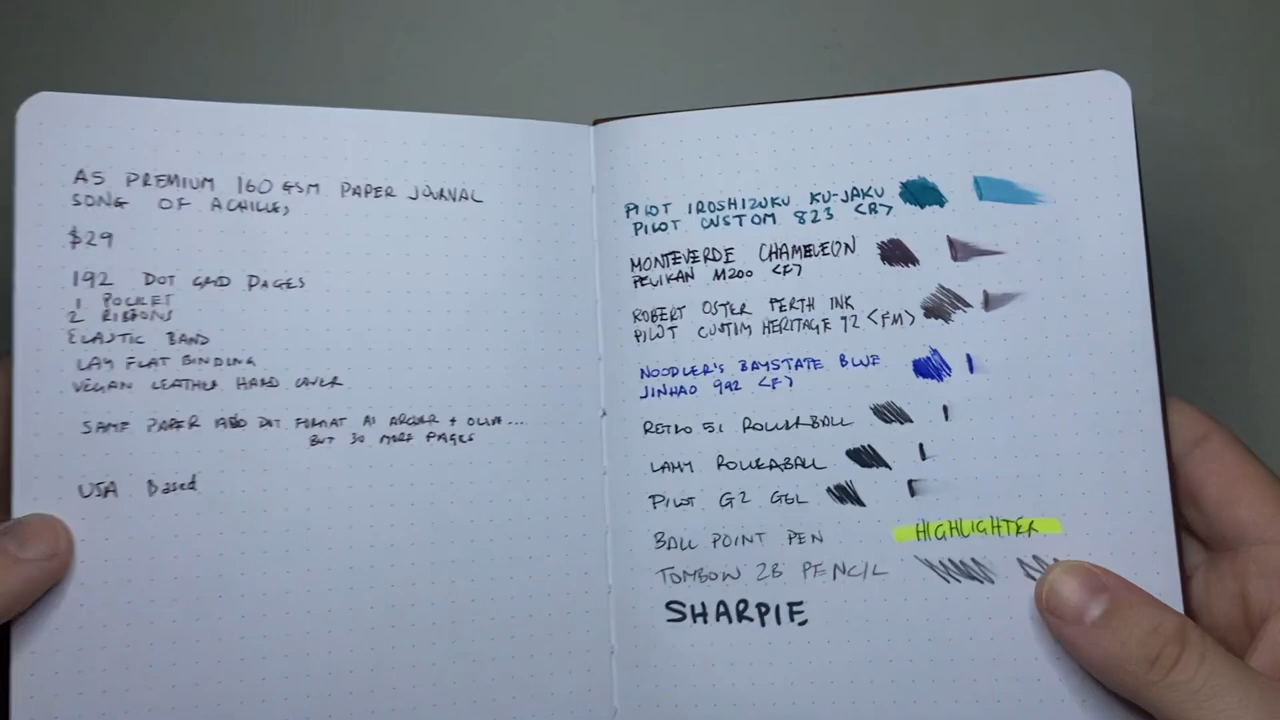 A5 PREMIUM 160 GSM PAPER JOURNAL
SONG OF ACHILLES
$29
192 DOT GRID PAGES
1 POCKET
2 RIBBONS
ELASTIC BAND
LAY FLAT BINDING
VEGAN LEATHER HARD COVER
SAME PAPER AND DOT FORMAT AS ARCHER + OLIVE...
BUT 30 MORE PAGES
USA Based
PILOT IROSHIZUKU KU-JAKU
PILOT CUSTOM 823 <B>
MONTEVERDE CHAMELEON
PELIKAN M200 <F>
ROBERT OSTER PERTH INK
PILOT CUSTIM HERITAGE 92 <FM>
NOODLER'S BAYSTATE BLUE
JINHAO 992 <F>
RETRO 51 ROLLERBALL
LAMY ROLLERBALL
PILOT G2 GEL
BALL POINT PEN HIGHLIGHTER
TOMBOW 2B PENCIL
SHARPIE